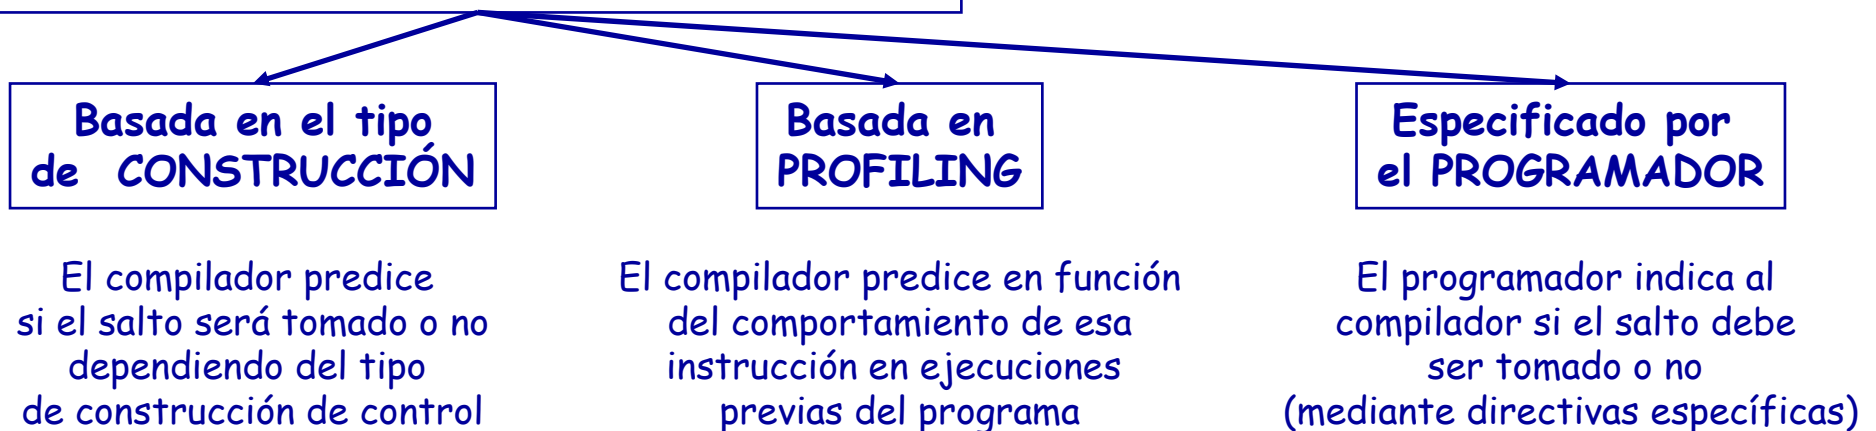 Basada en el tipo
de CONSTRUCCIÓN
Basada en
PROFILING
Especificado por
el PROGRAMADOR
El compilador predice
si el salto será tomado o no
dependiendo del tipo
de construcción de control
El compilador predice en función
del comportamiento de esa
instrucción en ejecuciones
previas del programa
El programador indica al
compilador si el salto debe
ser tomado o no
(mediante directivas específicas)